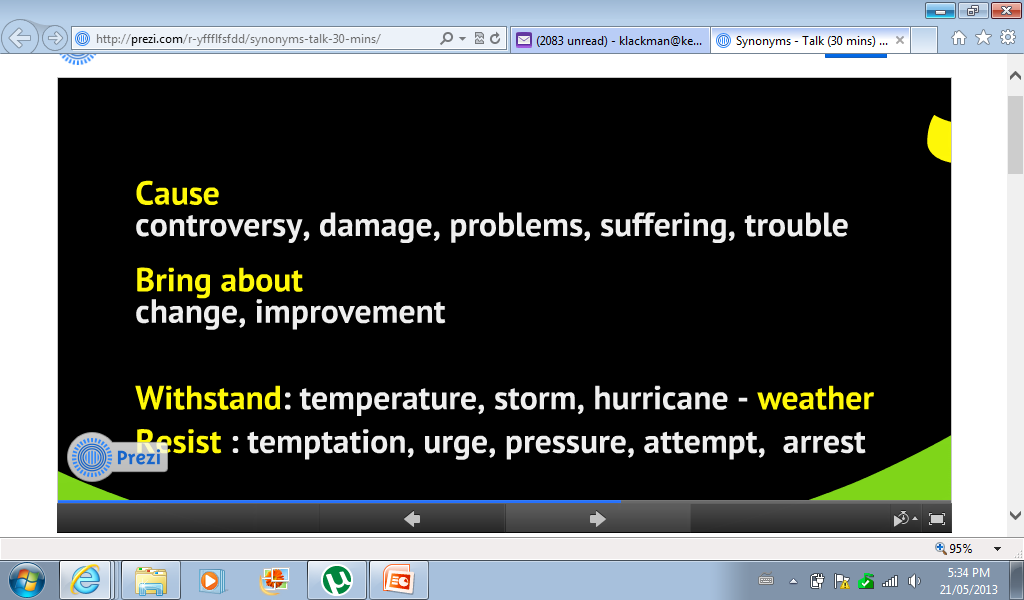 http://prezi.com/r-yffflfsfdd/synonyms-talk-30-mins/
(2083 unread) - klackman@ke...
Synonyms - Talk (30 mins) ...
Cause
controversy, damage, problems, suffering, trouble
Bring about
change, improvement
Withstand: temperature, storm, hurricane - weather
Resist : temptation, urge, pressure, attempt, arrest
Prezi
95%
5:34 PM
21/05/2013